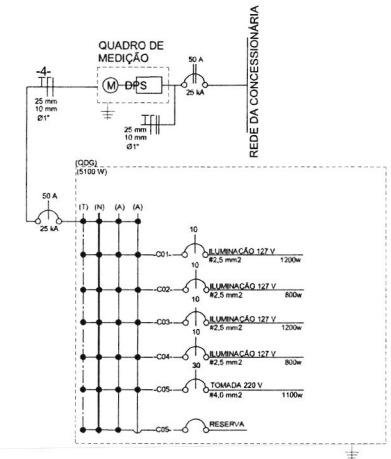 QUADRO DE
MEDIÇÃO
REDE DA CONCESSIONÁRIA
50 A
25 kA
-4-
25 mm
10 mm
Ø1"
M
DPS
25 mm
10 mm
Ø1"
(QDG)
(5100 W)
50 A
25 kA
(T) (N) (A) (A)
10
-C01- ILUMINAÇÃO 127 V
#2,5 mm2 1200w
10
-C02- ILUMINAÇÃO 127 V
#2,5 mm2 800w
10
-C03- ILUMINAÇÃO 127 V
#2,5 mm2 1200w
10
-C04- ILUMINAÇÃO 127 V
#2,5 mm2 800w
30
-C05- TOMADA 220 V
#4,0 mm2 1100w
-C05- RESERVA